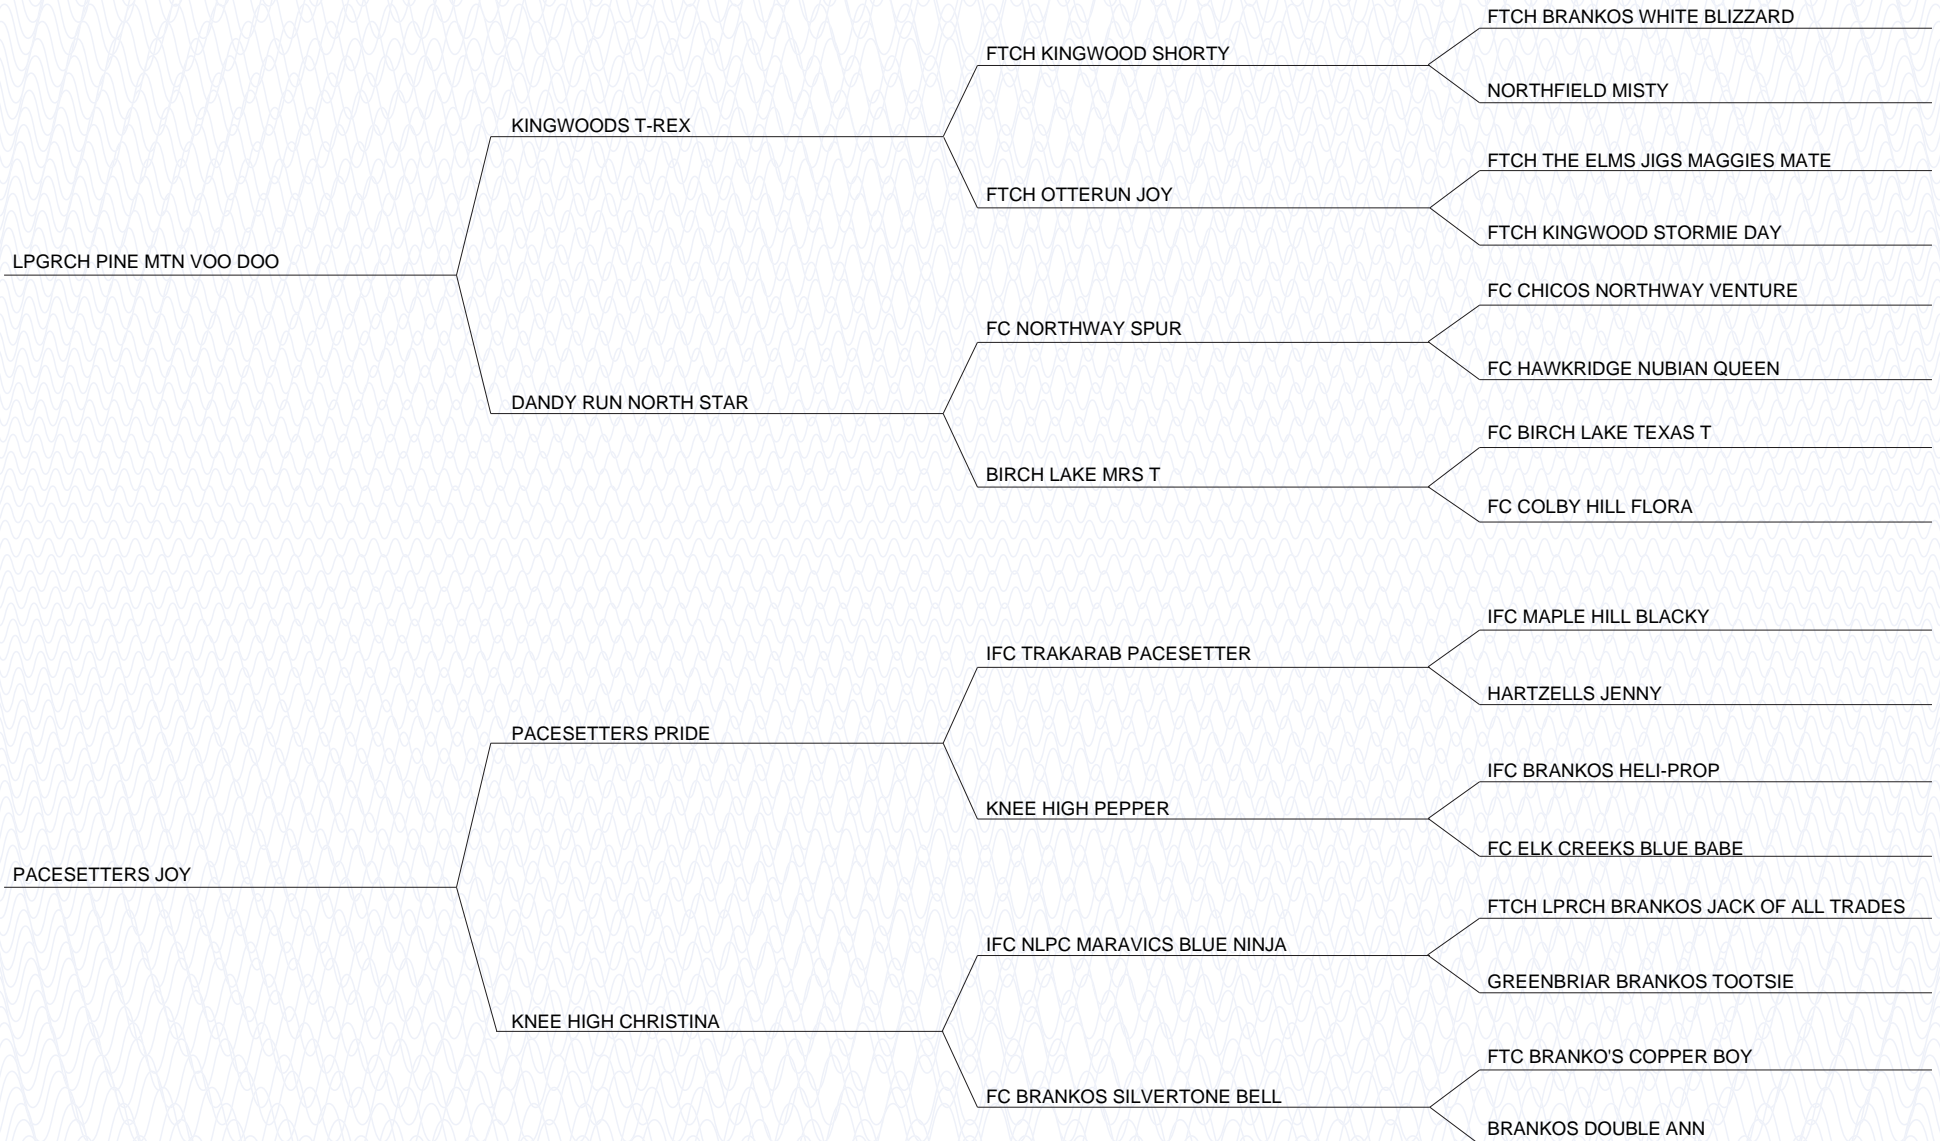 FTCH BRANKOS WHITE BLIZZARD
FTCH KINGWOOD SHORTY
NORTHFIELD MISTY
KINGWOODS T-REX
FTCH THE ELMS JIGS MAGGIES MATE
FTCH OTTERUN JOY
FTCH KINGWOOD STORMIE DAY
LPGRCH PINE MTN VOO DOO
FC CHICOS NORTHWAY VENTURE
FC NORTHWAY SPUR
FC HAWKRIDGE NUBIAN QUEEN
DANDY RUN NORTH STAR
FC BIRCH LAKE TEXAS T
BIRCH LAKE MRS T
FC COLBY HILL FLORA
IFC MAPLE HILL BLACKY
IFC TRAKARAB PACESETTER
HARTZELLS JENNY
PACESETTERS PRIDE
IFC BRANKOS HELI-PROP
KNEE HIGH PEPPER
FC ELK CREEKS BLUE BABE
PACESETTERS JOY
FTCH LPRCH BRANKOS JACK OF ALL TRADES
IFC NLPC MARAVICS BLUE NINJA
GREENBRIAR BRANKOS TOOTSIE
KNEE HIGH CHRISTINA
FTC BRANKO'S COPPER BOY
FC BRANKOS SILVERTONE BELL
BRANKOS DOUBLE ANN